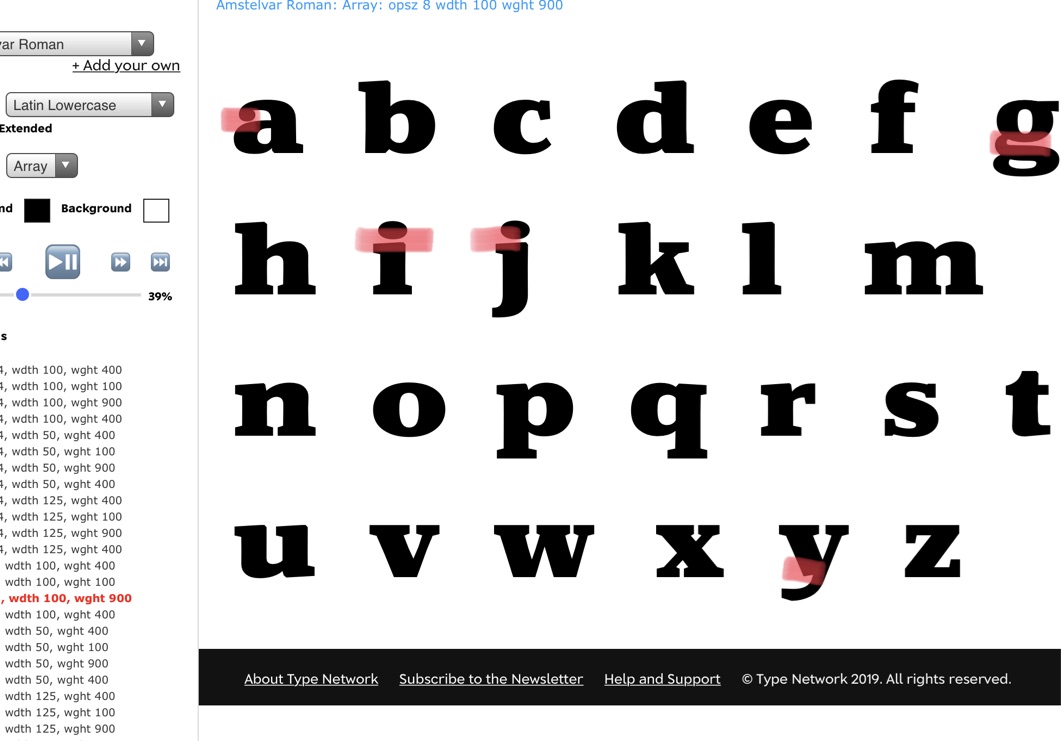 Amstelvar Roman: Array: opsz 8 wdth 100 wght 900
var Roman
+ Add your own
Latin Lowercase
Extended
Array
nd
Background
39%
s
4, wdth 100, wght 400
4, wdth 100, wght 100
4, wdth 100, wght 900
4, wdth 100, wght 400
4, wdth 50, wght 400
4, wdth 50, wght 100
4, wdth 50, wght 900
4, wdth 50, wght 400
4, wdth 125, wght 400
4, wdth 125, wght 100
4, wdth 125, wght 900
4, wdth 125, wght 400
wdth 100, wght 400
wdth 100, wght 100
, wdth 100, wght 900
wdth 100, wght 400
wdth 50, wght 400
wdth 50, wght 100
wdth 50, wght 900
wdth 50, wght 400
wdth 125, wght 400
wdth 125, wght 100
wdth 125, wght 900
a b c d e f g
h i j k l m
n o p q r s t
u v w x y z
About Type Network Subscribe to the Newsletter Help and Support © Type Network 2019. All rights reserved.